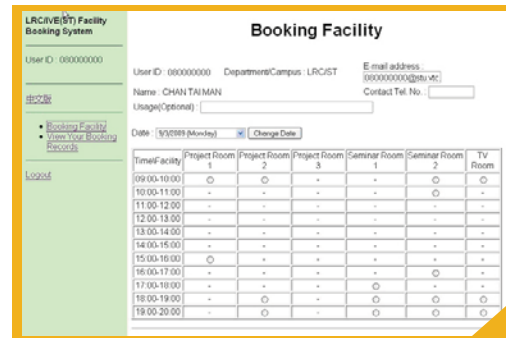 LRC/IVE(ST) Facility
Booking System
User ID : 080000000
中文版
Booking Facility
View Your Booking
Records
Logout
Booking Facility
User ID : 080000000 Department/Campus : LRC/IST
E-mail address :
080000000@stu.vtc
Name : CHAN TAI MAN
Contact Tel. No. :
Usage(Optional) :
Date : 9/3/2009 (Monday) Change Date
Time\Facility Project Room 1 Project Room 2 Project Room 3 Seminar Room 1 Seminar Room 2 TV Room
09:00-10:00 - -
10:00-11:00 - - - - -
11:00-12:00 - - - - - -
12:00-13:00 - - - - - -
13:00-14:00 - - - - - -
14:00-15:00 - - - - - -
15:00-16:00 - - - - -
16:00-17:00 - - - - -
17:00-18:00 - - - - -
18:00-19:00 - -
19:00-20:00 - -